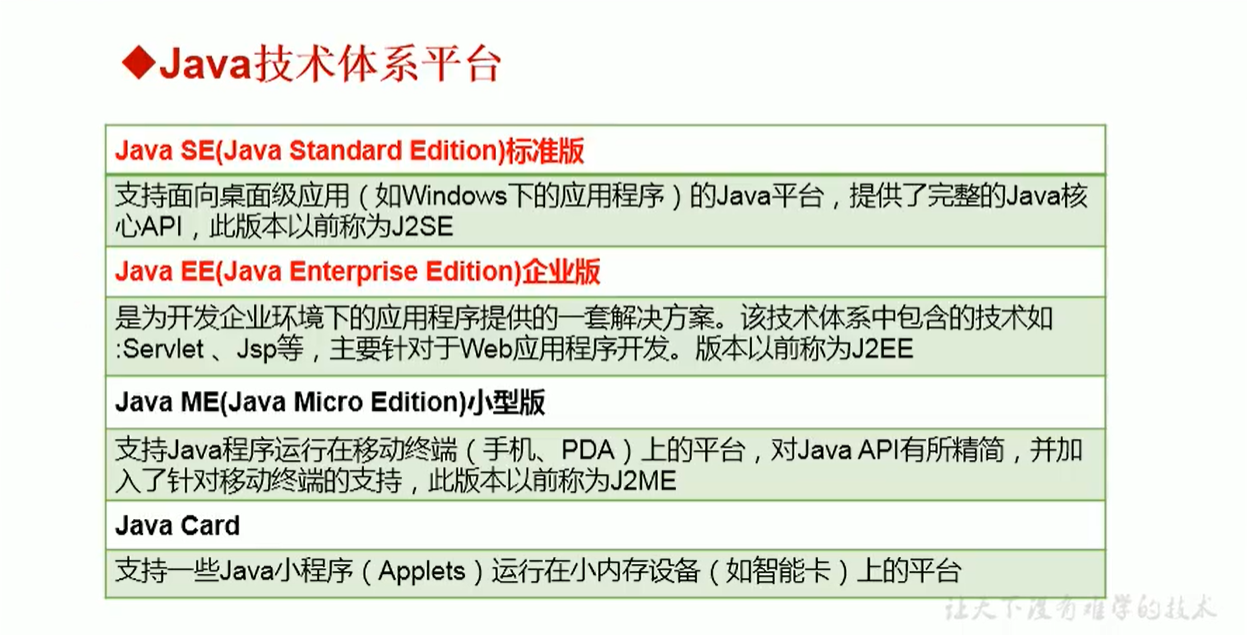 ◆Java技术体系平台
Java SE(Java Standard Edition)标准版
支持面向桌面级应用（如Windows下的应用程序）的Java平台，提供了完整的Java核
心API，此版本以前称为J2SE
Java EE(Java Enterprise Edition)企业版
是为开发企业环境下的应用程序提供的一套解决方案。该技术体系中包含的技术如
:Servlet 、Jsp等，主要针对于Web应用程序开发。版本以前称为J2EE
Java ME(Java Micro Edition)小型版
支持Java程序运行在移动终端（手机、PDA）上的平台，对Java API有所精简，并加
入了针对移动终端的支持，此版本以前称为J2ME
Java Card
支持一些Java小程序（Applets）运行在小内存设备（如智能卡）上的平台
让天下没有难学的技术